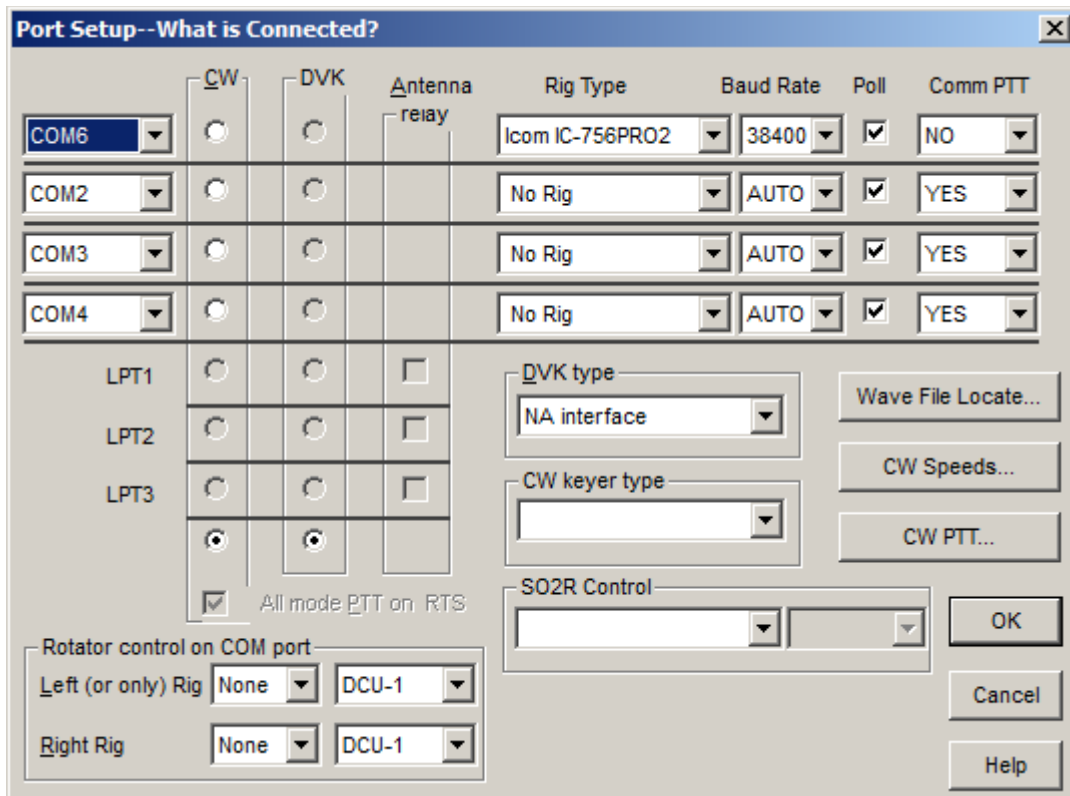 Port Setup--What is Connected?
CW DVK Antenna relay Rig Type Baud Rate Poll Comm PTT
COM6 Icom IC-756PRO2 38400 NO
COM2 No Rig AUTO YES
COM3 No Rig AUTO YES
COM4 No Rig AUTO YES
LPT1
LPT2
LPT3
All mode PTT on RTS
DVK type
NA interface
CW keyer type
SO2R Control
Wave File Locate...
CW Speeds...
CW PTT...
Rotator control on COM port
Left (or only) Rig None DCU-1
Right Rig None DCU-1
OK
Cancel
Help